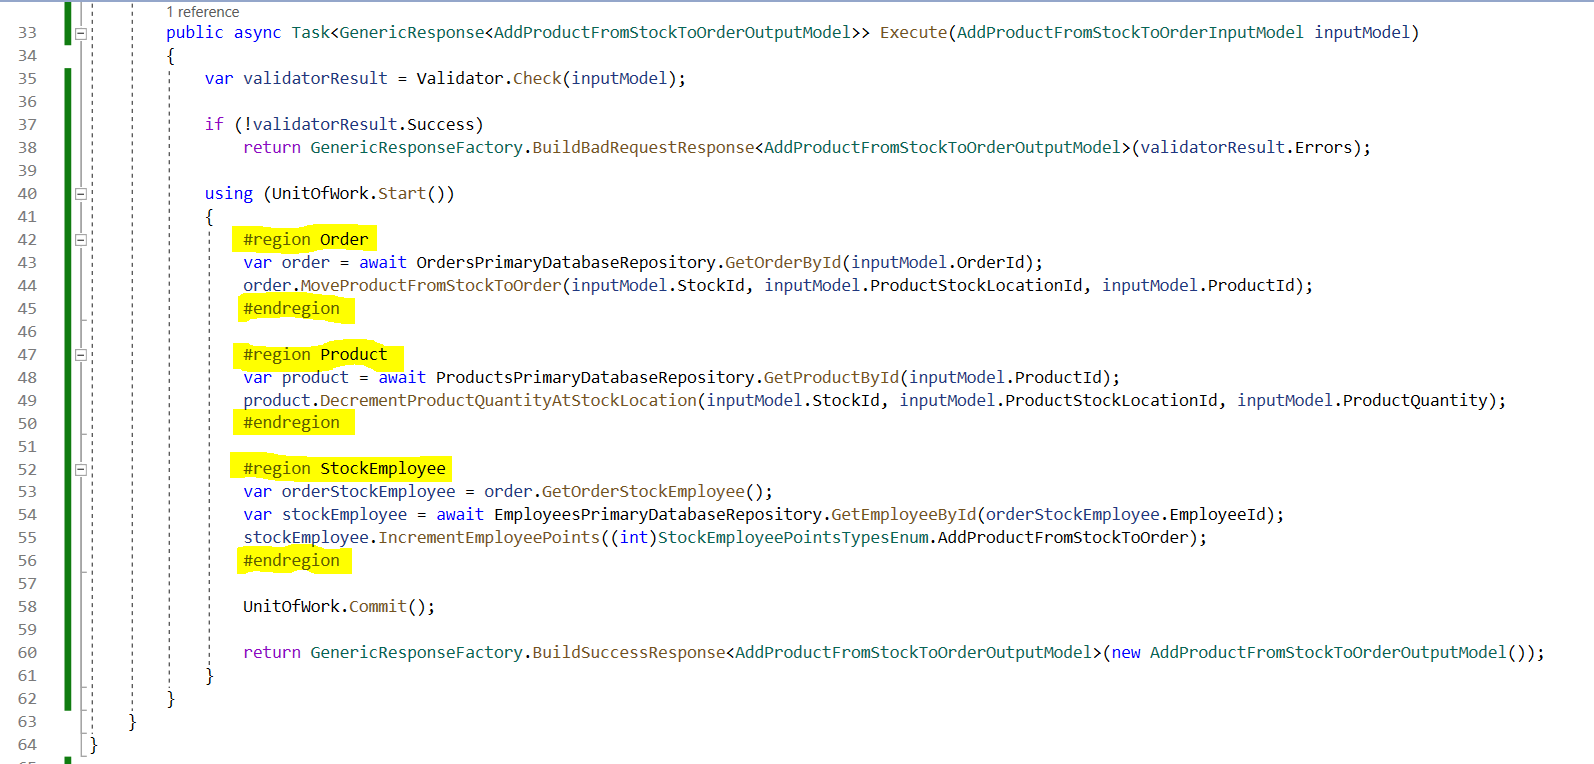 1 reference
33 public async Task<GenericResponse<AddProductFromStockToOrderOutputModel>> Execute(AddProductFromStockToOrderInputModel inputModel)
34 {
35 var validatorResult = Validator.Check(inputModel);
36
37 if (!validatorResult.Success)
38 return GenericResponseFactory.BuildBadRequestResponse<AddProductFromStockToOrderOutputModel>(validatorResult.Errors);
39
40 using (UnitOfWork.Start())
41 {
42 #region Order
43 var order = await OrdersPrimaryDatabaseRepository.GetOrderById(inputModel.OrderId);
44 order.MoveProductFromStockToOrder(inputModel.StockId, inputModel.ProductStockLocationId, inputModel.ProductId);
45 #endregion
46
47 #region Product
48 var product = await ProductsPrimaryDatabaseRepository.GetProductById(inputModel.ProductId);
49 product.DecrementProductQuantityAtStockLocation(inputModel.StockId, inputModel.ProductStockLocationId, inputModel.ProductQuantity);
50 #endregion
51
52 #region StockEmployee
53 var orderStockEmployee = order.GetOrderStockEmployee();
54 var stockEmployee = await EmployeesPrimaryDatabaseRepository.GetEmployeeById(orderStockEmployee.EmployeeId);
55 stockEmployee.IncrementEmployeePoints((int)StockEmployeePointsTypesEnum.AddProductFromStockToOrder);
56 #endregion
57
58 UnitOfWork.Commit();
59
60 return GenericResponseFactory.BuildSuccessResponse<AddProductFromStockToOrderOutputModel>(new AddProductFromStockToOrderOutputModel());
61 }
62 }
63 }
64 }